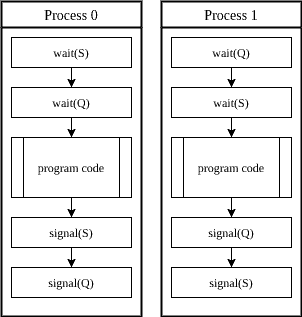 Process 0
wait(S)
wait(Q)
program code
signal(S)
signal(Q)
Process 1
wait(Q)
wait(S)
program code
signal(Q)
signal(S)